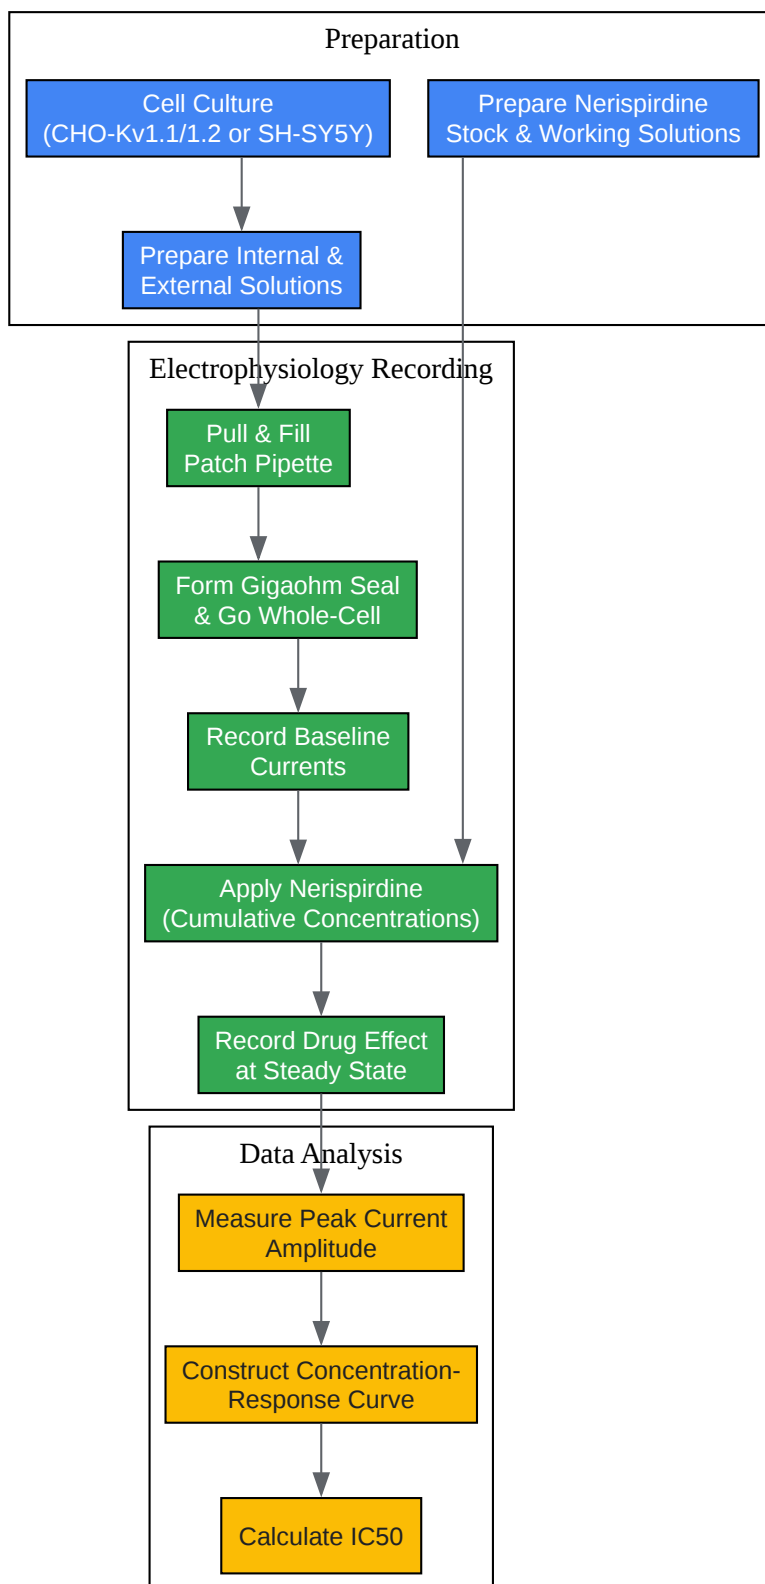 Preparation
Cell Culture
(CHO-Kv1.1/1.2 or SH-SY5Y)
Prepare Nerispirdine
Stock & Working Solutions
Prepare Internal &
External Solutions
Electrophysiology Recording
Pull & Fill
Patch Pipette
Form Gigaohm Seal
& Go Whole-Cell
Record Baseline
Currents
Apply Nerispirdine
(Cumulative Concentrations)
Record Drug Effect
at Steady State
Data Analysis
Measure Peak Current
Amplitude
Construct Concentration-
Response Curve
Calculate IC50